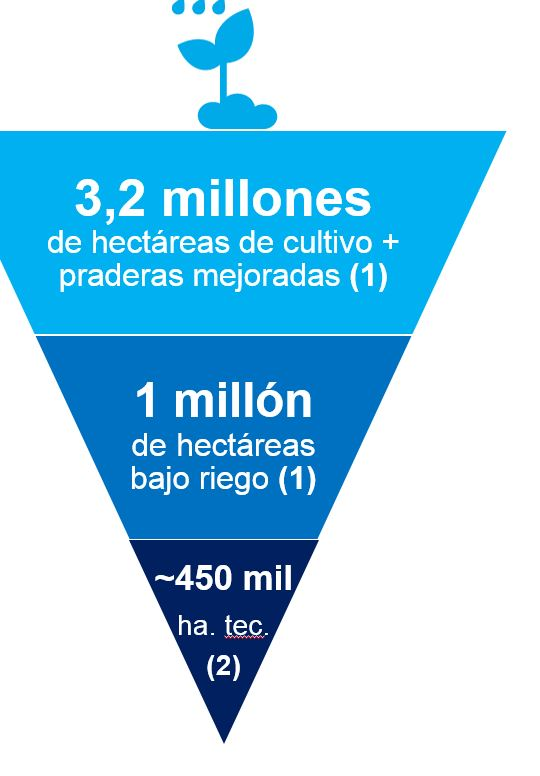 3,2 millones
de hectáreas de cultivo +
praderas mejoradas (1)
1 millón
de hectáreas
bajo riego (1)
~450 mil
ha. tec.
(2)